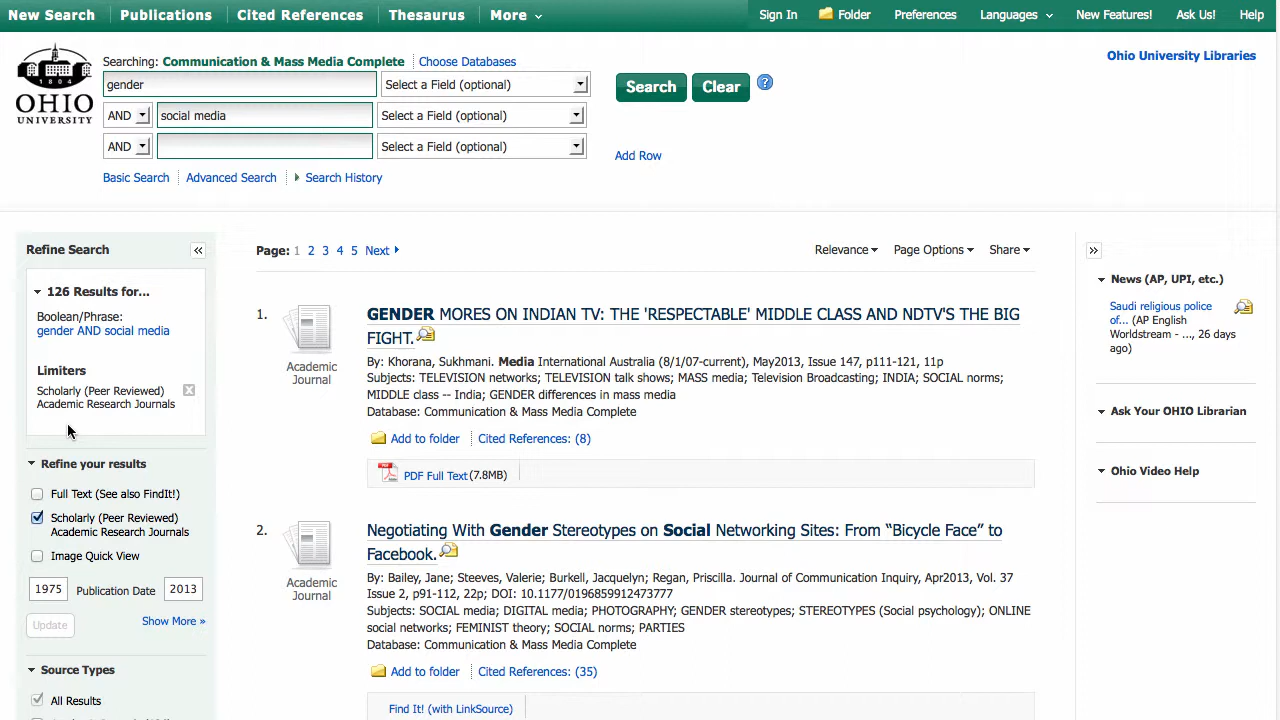 New Search Publications Cited References Thesaurus More Sign In Folder Preferences Languages New Features! Ask Us! Help
Searching: Communication & Mass Media Complete Choose Databases
Ohio University Libraries
1804
OHIO
UNIVERSITY
gender Select a Field (optional) Search Clear ?
AND social media Select a Field (optional)
AND Select a Field (optional) Add Row
Basic Search Advanced Search Search History
Refine Search «
126 Results for...
Boolean/Phrase:
gender AND social media
Limiters
Scholarly (Peer Reviewed)
Academic Research Journals
Refine your results
Full Text (See also FindIt!)
Scholarly (Peer Reviewed)
Academic Research Journals
Image Quick View
1975 Publication Date 2013
Update Show More »
Source Types
All Results
Page: 1 2 3 4 5 Next Relevance Page Options Share
1.
Academic
Journal
GENDER MORES ON INDIAN TV: THE 'RESPECTABLE' MIDDLE CLASS AND NDTV'S THE BIG
FIGHT.
By: Khorana, Sukhmani. Media International Australia (8/1/07-current), May2013, Issue 147, p111-121, 11p
Subjects: TELEVISION networks; TELEVISION talk shows; MASS media; Television Broadcasting; INDIA; SOCIAL norms;
MIDDLE class -- India; GENDER differences in mass media
Database: Communication & Mass Media Complete
Add to folder Cited References: (8)
PDF Full Text (7.8MB)
2.
Academic
Journal
Negotiating With Gender Stereotypes on Social Networking Sites: From “Bicycle Face” to
Facebook.
By: Bailey, Jane; Steeves, Valerie; Burkell, Jacquelyn; Regan, Priscilla. Journal of Communication Inquiry, Apr2013, Vol. 37
Issue 2, p91-112, 22p; DOI: 10.1177/0196859912473777
Subjects: SOCIAL media; DIGITAL media; PHOTOGRAPHY; GENDER stereotypes; STEREOTYPES (Social psychology); ONLINE
social networks; FEMINIST theory; SOCIAL norms; PARTIES
Database: Communication & Mass Media Complete
Add to folder Cited References: (35)
Find It! (with LinkSource)
»
News (AP, UPI, etc.)
Saudi religious police
of... (AP English
Worldstream - ..., 26 days
ago)
Ask Your OHIO Librarian
Ohio Video Help